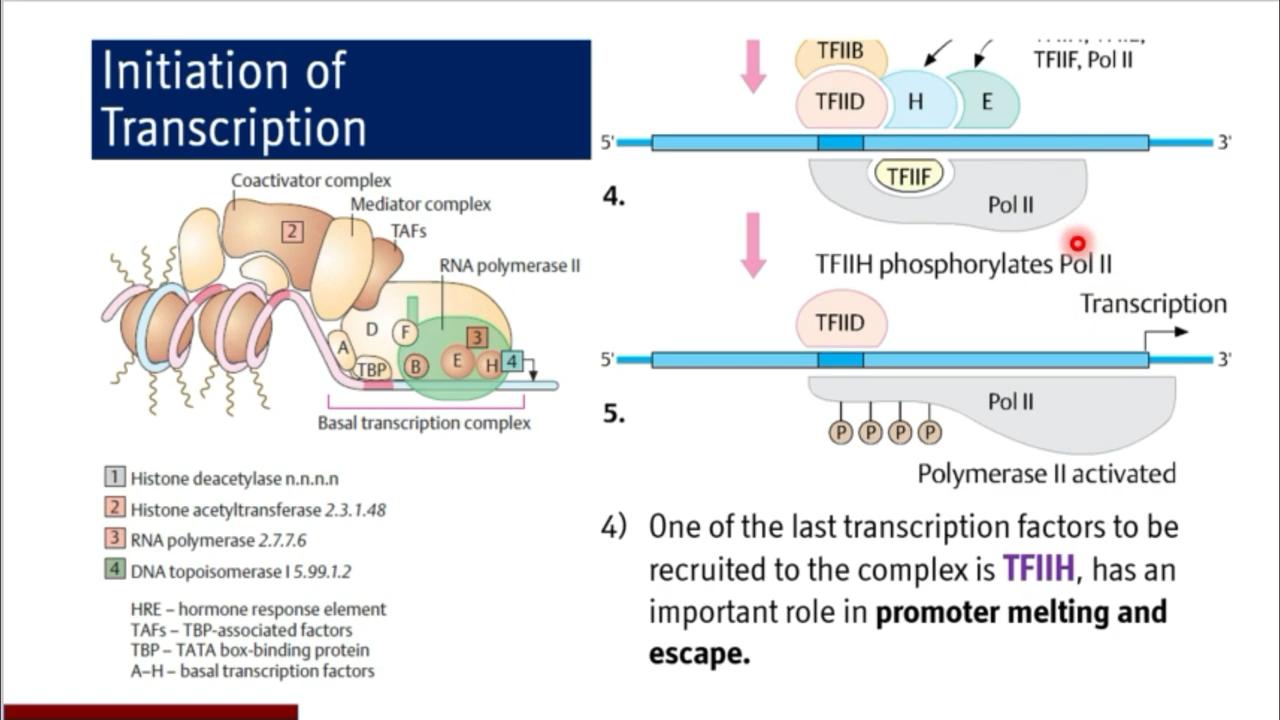 Initiation of
Transcription
Coactivator complex
Mediator complex
TAFs
RNA polymerase II
2
D
F
3
A
TBP
B
E
H
4
Basal transcription complex
1 Histone deacetylase n.n.n.n
2 Histone acetyltransferase 2.3.1.48
3 RNA polymerase 2.7.7.6
4 DNA topoisomerase I 5.99.1.2
HRE – hormone response element
TAFs – TBP-associated factors
TBP – TATA box-binding protein
A–H – basal transcription factors
TFIIF, Pol II
TFIIB
TFIID
H
E
5'
3'
TFIIF
Pol II
4.
TFIIH phosphorylates Pol II
Transcription
TFIID
5'
3'
Pol II
5.
P P P P
Polymerase II activated
4) One of the last transcription factors to be
recruited to the complex is TFIIH, has an
important role in promoter melting and
escape.